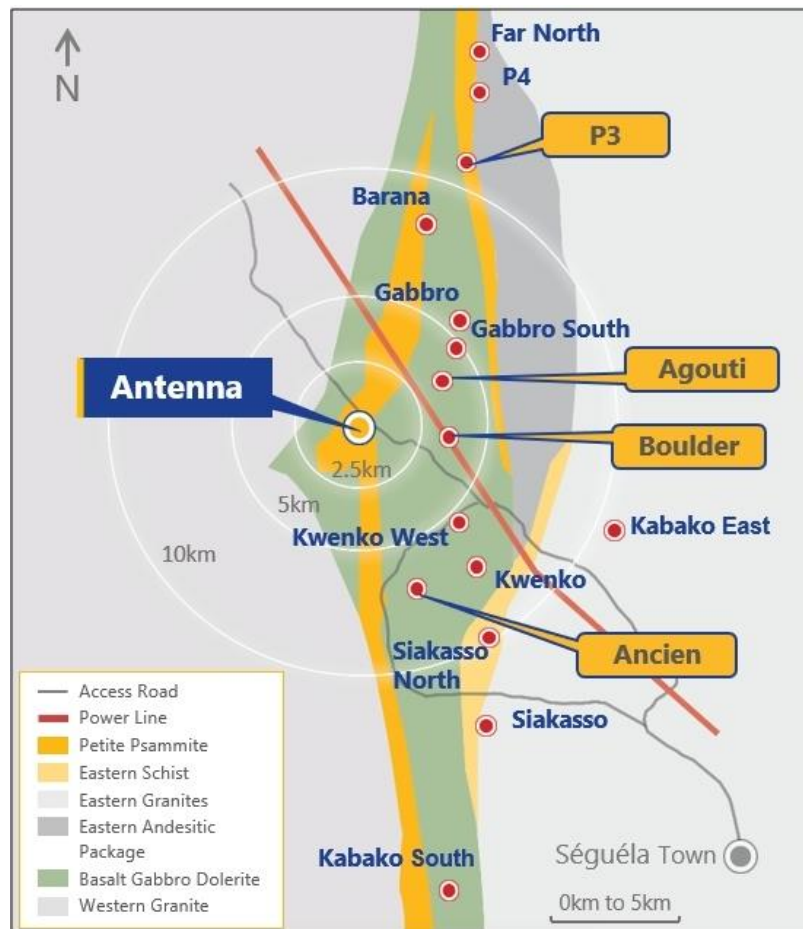 Far North
P4
N
P3
Barana
Gabbro
Gabbro South
Agouti
Antenna
Boulder
2.5km
5km
Kwenko West
Kabako East
10km
Kwenko
Ancien
Siakasso
North
Siakasso
Access Road
Power Line
Petite Psammite
Eastern Schist
Eastern Granites
Eastern Andesitic
Package
Basalt Gabbro Dolerite
Western Granite
Kabako South
Séguéla Town
0km to 5km